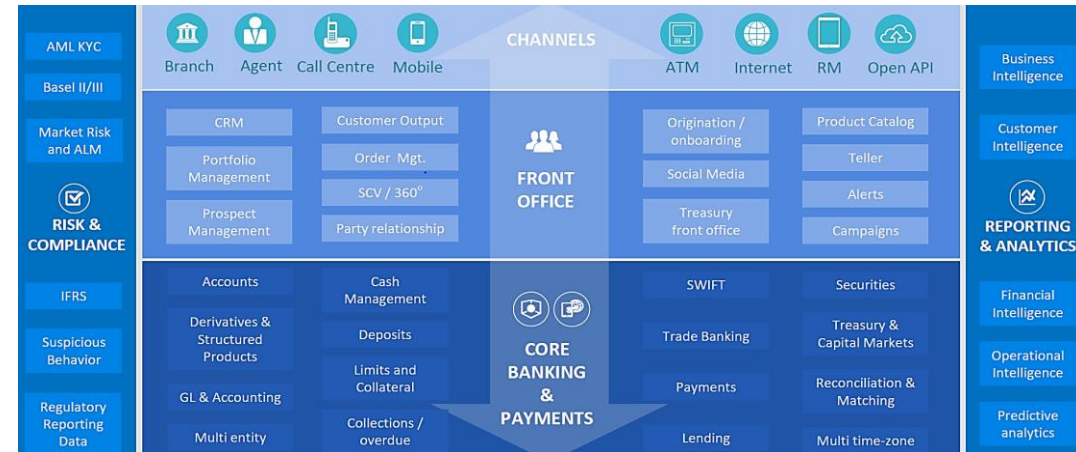 AML KYC
Basel II/III
Market Risk
and ALM
RISK &
COMPLIANCE
IFRS
Suspicious
Behavior
Regulatory
Reporting
Data
CHANNELS
Branch
Agent
Call Centre
Mobile
ATM
Internet
RM
Open API
FRONT
OFFICE
CRM
Portfolio
Management
Prospect
Management
Customer Output
Order Mgt.
SCV / 360°
Party relationship
Origination /
onboarding
Social Media
Treasury
front office
Product Catalog
Teller
Alerts
Campaigns
CORE
BANKING
&
PAYMENTS
Accounts
Derivatives &
Structured
Products
GL & Accounting
Multi entity
Cash
Management
Deposits
Limits and
Collateral
Collections /
overdue
SWIFT
Trade Banking
Payments
Lending
Securities
Treasury &
Capital Markets
Reconciliation &
Matching
Multi time-zone
Business
Intelligence
Customer
Intelligence
REPORTING
& ANALYTICS
Financial
Intelligence
Operational
Intelligence
Predictive
analytics